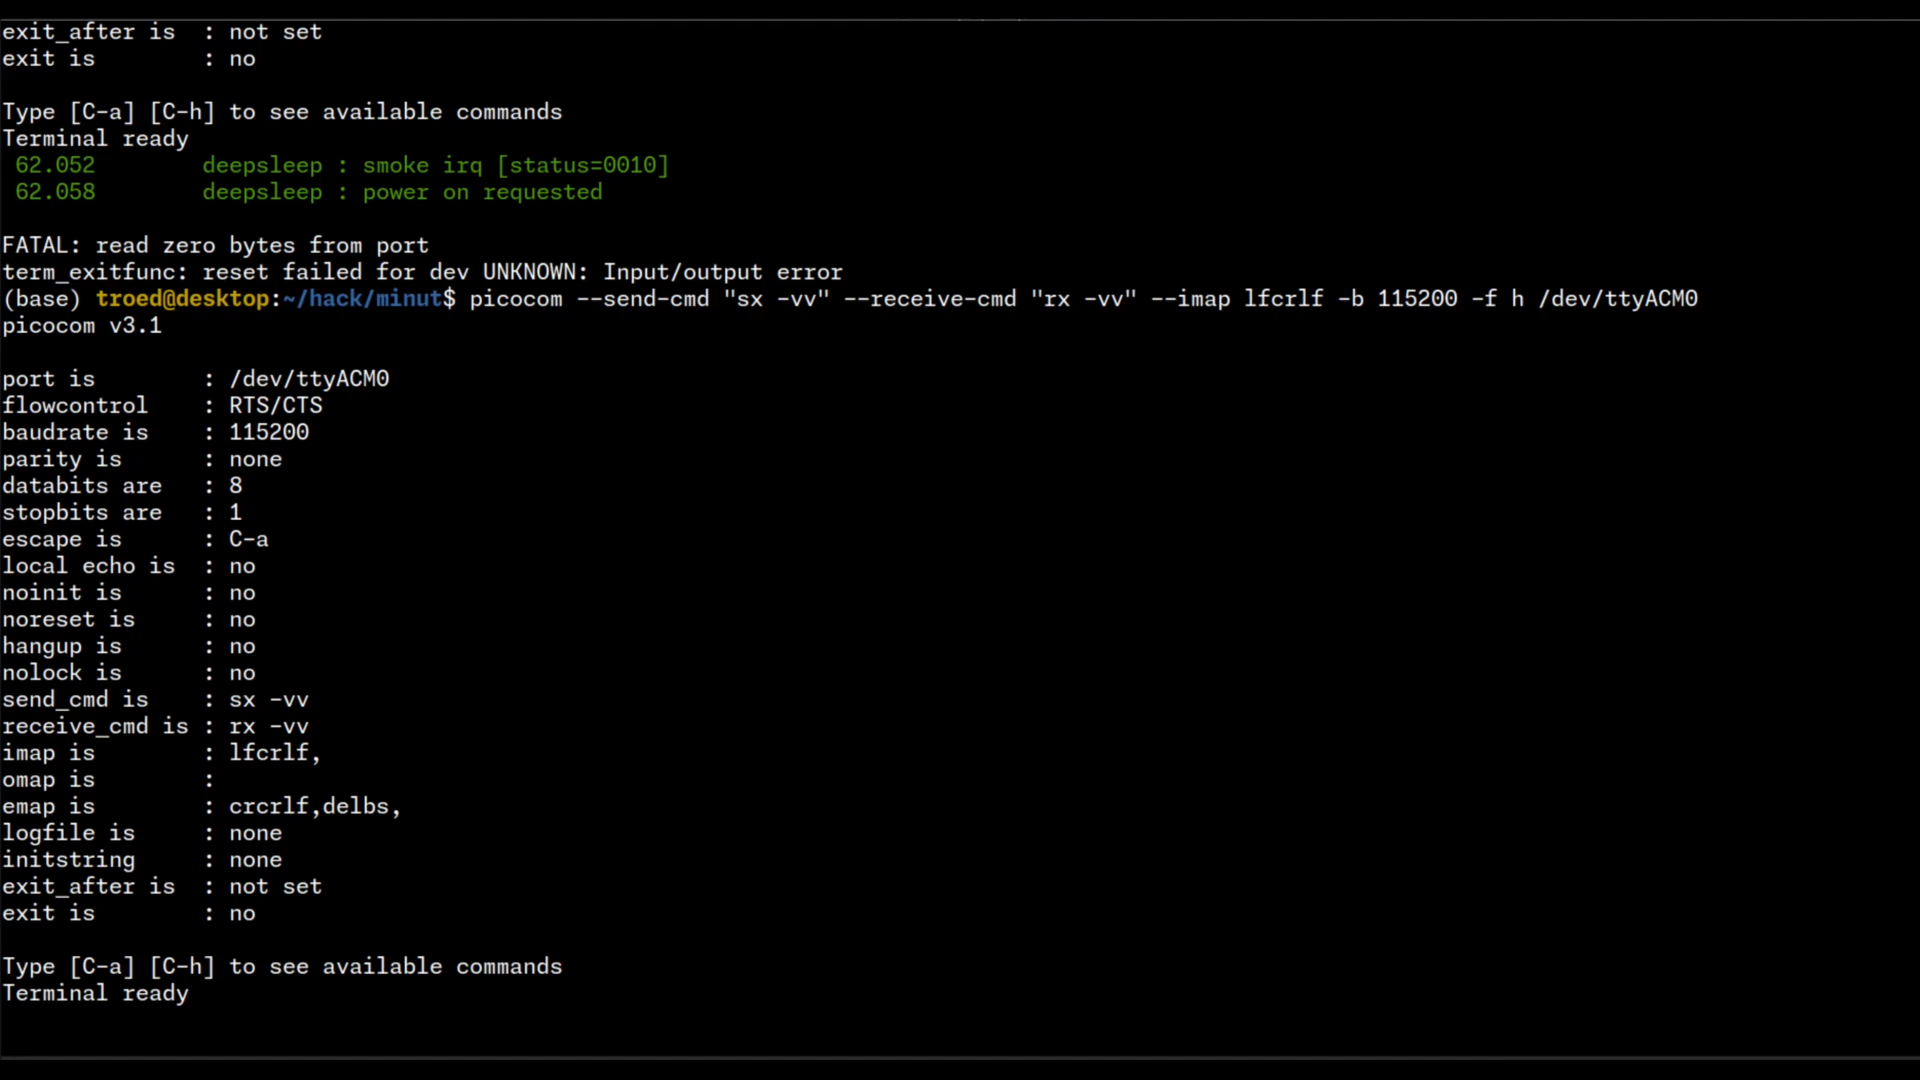 exit_after is  : not set
exit is        : no
Type [C-a] [C-h] to see available commands
Terminal ready
62.052        deepsleep : smoke irq [status=0010]
62.058        deepsleep : power on requested
FATAL: read zero bytes from port
term_exitfunc: reset failed for dev UNKNOWN: Input/output error
(base) troed@desktop:~/hack/minut$ picocom --send-cmd "sx -vv" --receive-cmd "rx -vv" --imap lfcrlf -b 115200 -f h /dev/ttyACM0
picocom v3.1
port is        : /dev/ttyACM0
flowcontrol    : RTS/CTS
baudrate is    : 115200
parity is      : none
databits are   : 8
stopbits are   : 1
escape is      : C-a
local echo is  : no
noinit is      : no
noreset is     : no
hangup is      : no
nolock is      : no
send_cmd is    : sx -vv
receive_cmd is : rx -vv
imap is        : lfcrlf,
omap is        :
emap is        : crcrlf,delbs,
logfile is     : none
initstring     : none
exit_after is  : not set
exit is        : no
Type [C-a] [C-h] to see available commands
Terminal ready